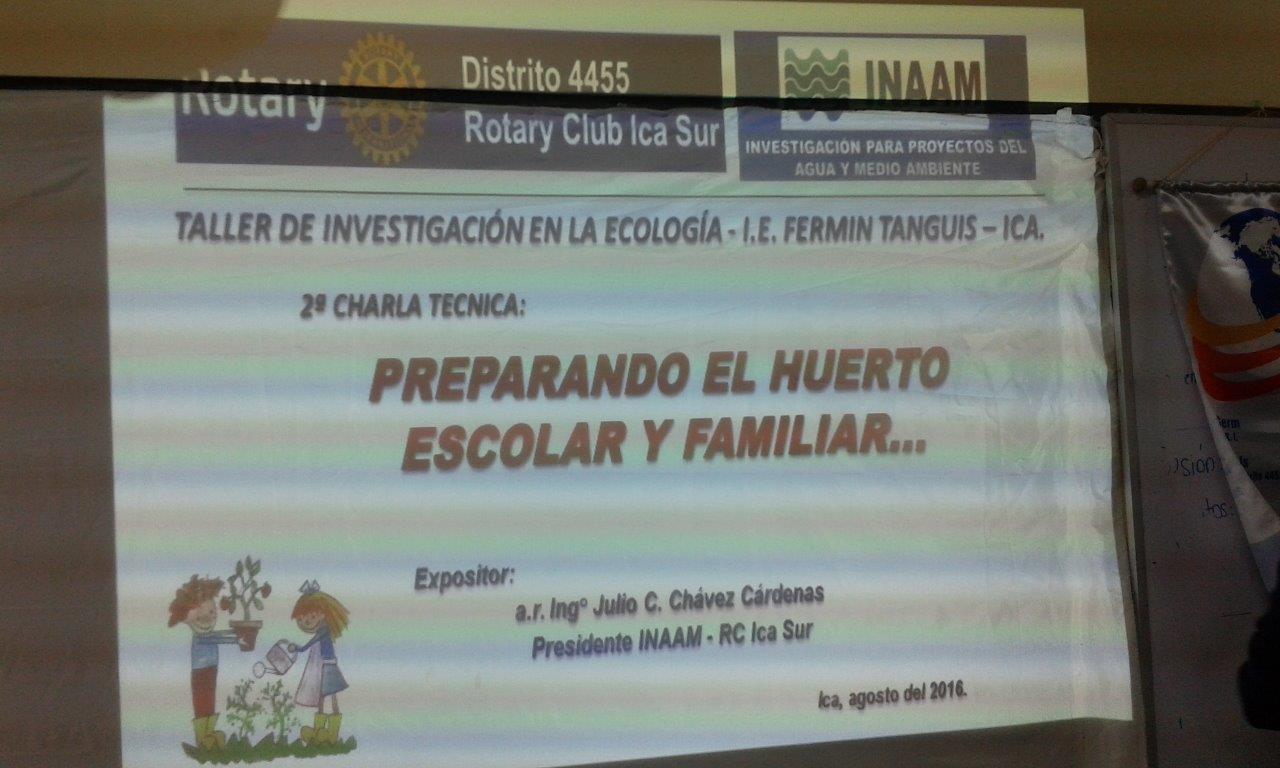 Rotary
Distrito 4455
Rotary Club Ica Sur
INAAM
INVESTIGACIÓN PARA PROYECTOS DEL
AGUA Y MEDIO AMBIENTE
TALLER DE INVESTIGACIÓN EN LA ECOLOGÍA - I.E. FERMIN TANGUIS – ICA.
2ª CHARLA TECNICA:
PREPARANDO EL HUERTO
ESCOLAR Y FAMILIAR...
Expositor:
a.r. Ingº Julio C. Chávez Cárdenas
Presidente INAAM - RC Ica Sur
Ica, agosto del 2016.